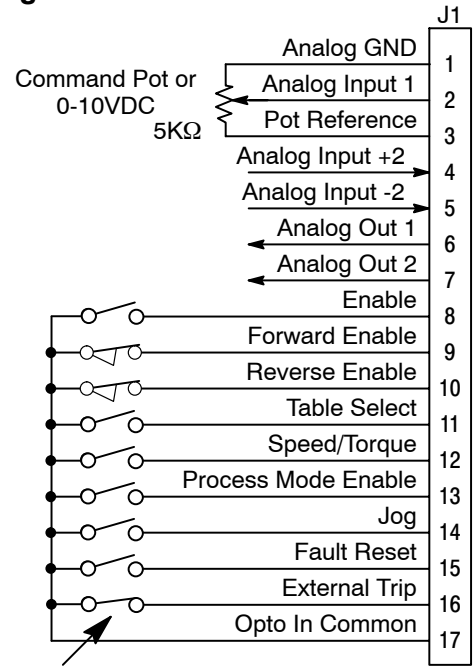 g
J1
Analog GND 1
Command Pot or
0-10VDC
5KΩ
Analog Input 1 2
Pot Reference 3
Analog Input +2 4
Analog Input -2 5
Analog Out 1 6
Analog Out 2 7
Enable 8
Forward Enable 9
Reverse Enable 10
Table Select 11
Speed/Torque 12
Process Mode Enable 13
Jog 14
Fault Reset 15
External Trip 16
Opto In Common 17